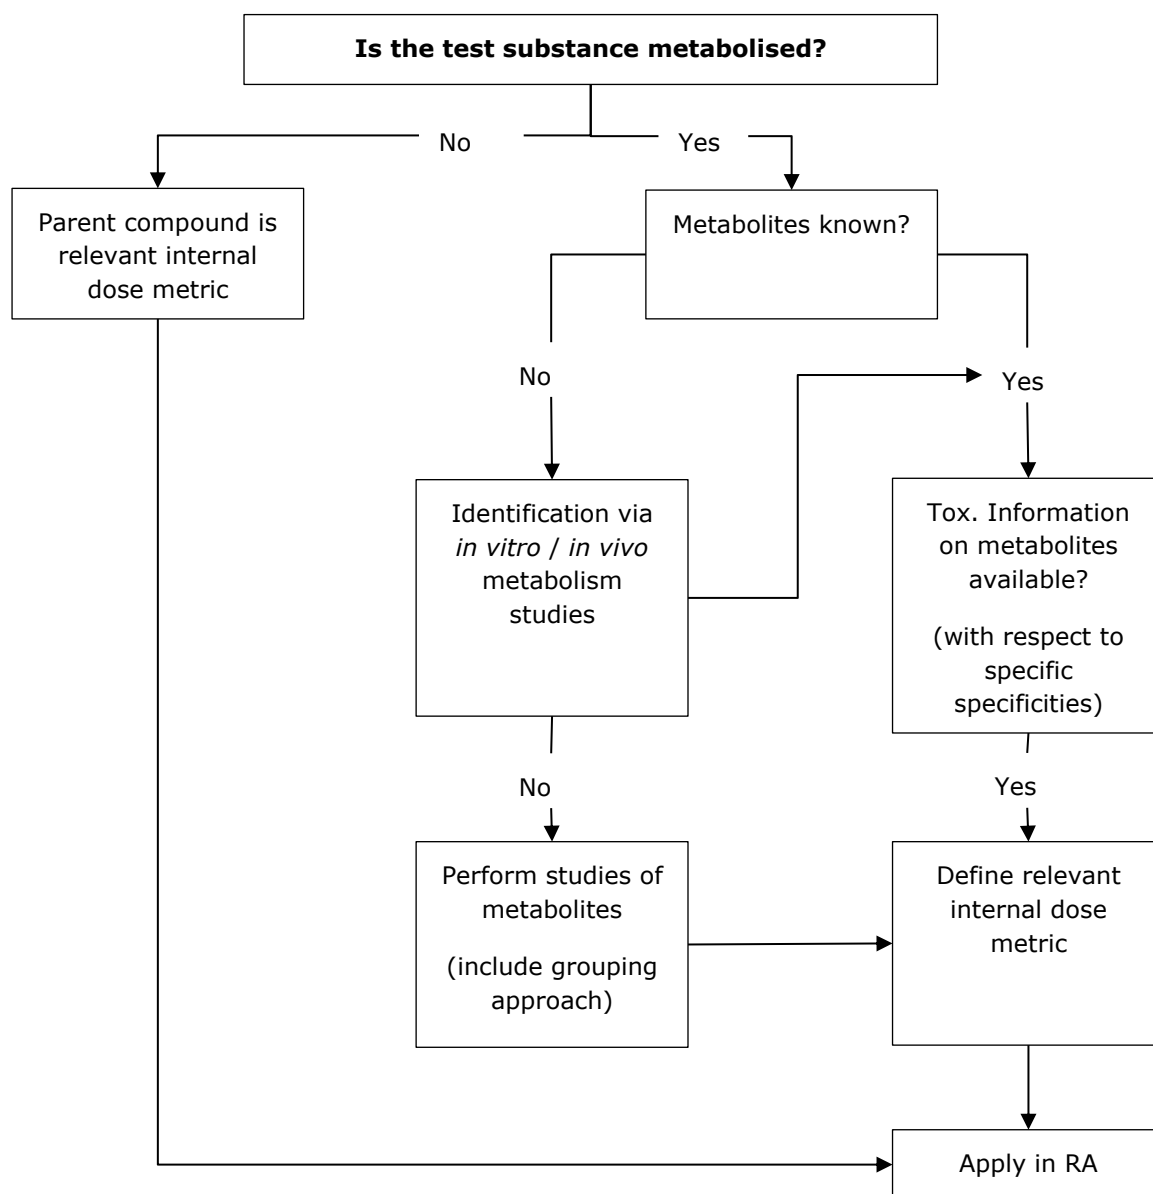 Is the test substance metabolised?
No
Yes
Parent compound is
relevant internal
dose metric
Metabolites known?
No
Yes
Identification via
in vitro / in vivo
metabolism
studies
Tox. Information
on metabolites
available?
(with respect to
specific
specificities)
No
Yes
Perform studies of
metabolites
(include grouping
approach)
Define relevant
internal dose
metric
Apply in RA